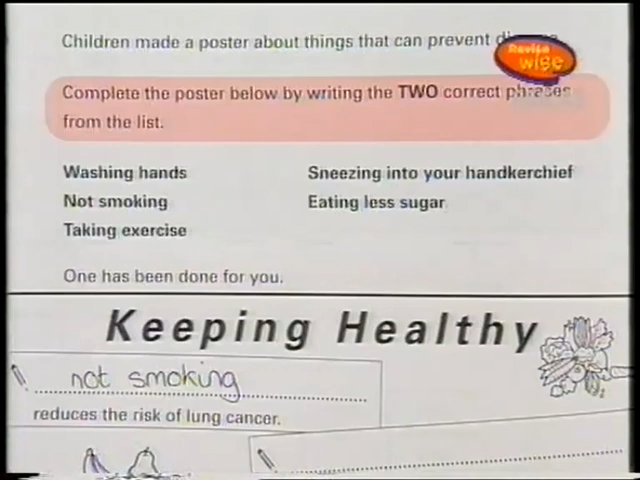 Children made a poster about things that can prevent
Revise
wise
Complete the poster below by writing the TWO correct phrases
from the list.
Washing hands
Sneezing into your handkerchief
Not smoking
Eating less sugar
Taking exercise
One has been done for you.
Keeping Healthy
not smoking
reduces the risk of lung cancer.